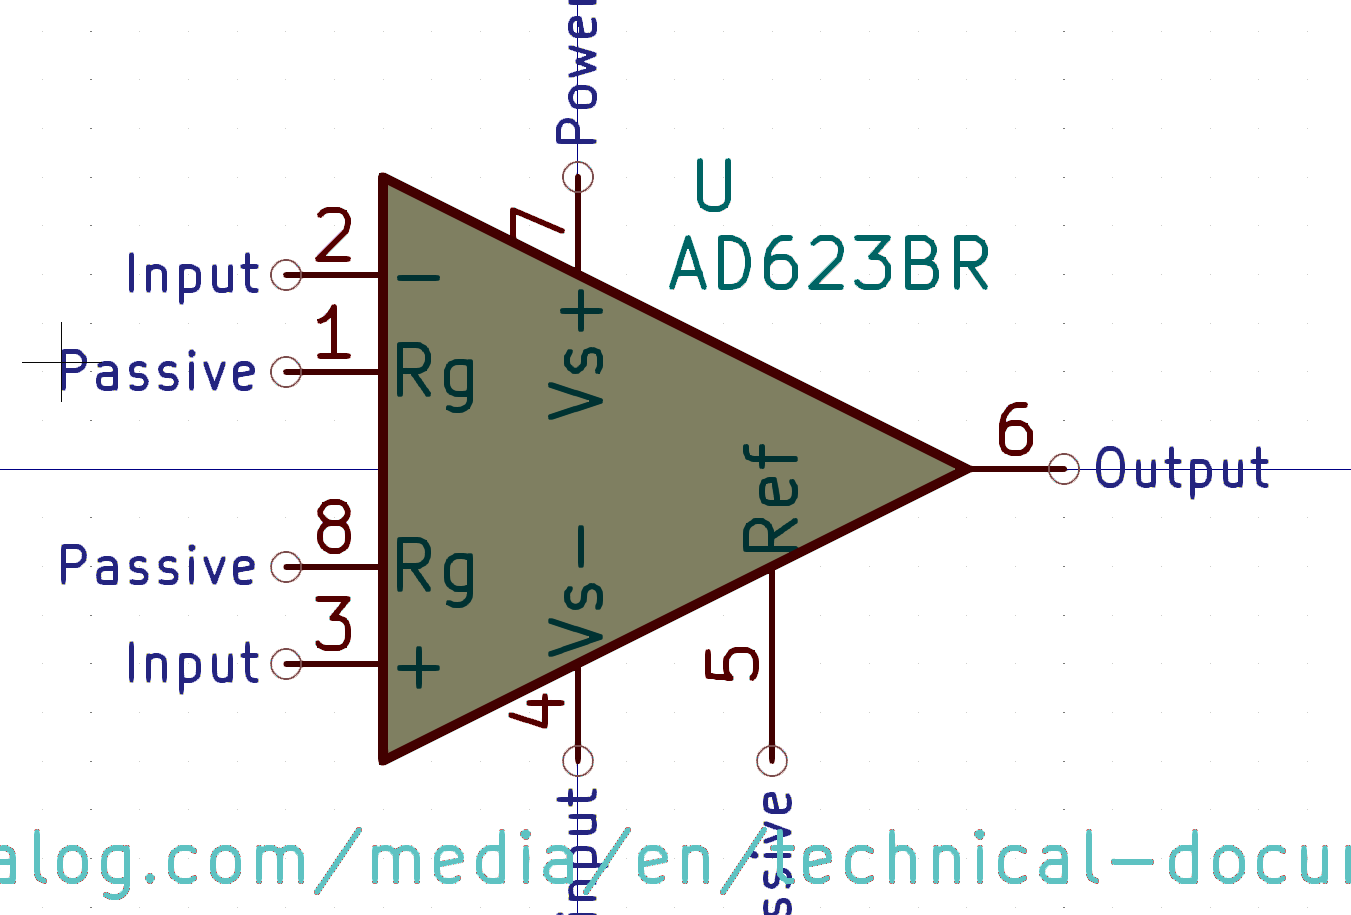 Power
U
7
AD623BR
2
Input
−
Vs+
1
Passive
Rg
6
Output
Ref
8
Passive
Rg
Vs−
3
Input
+
5
4
input
ssive
alog.com/media/en/technical-docu